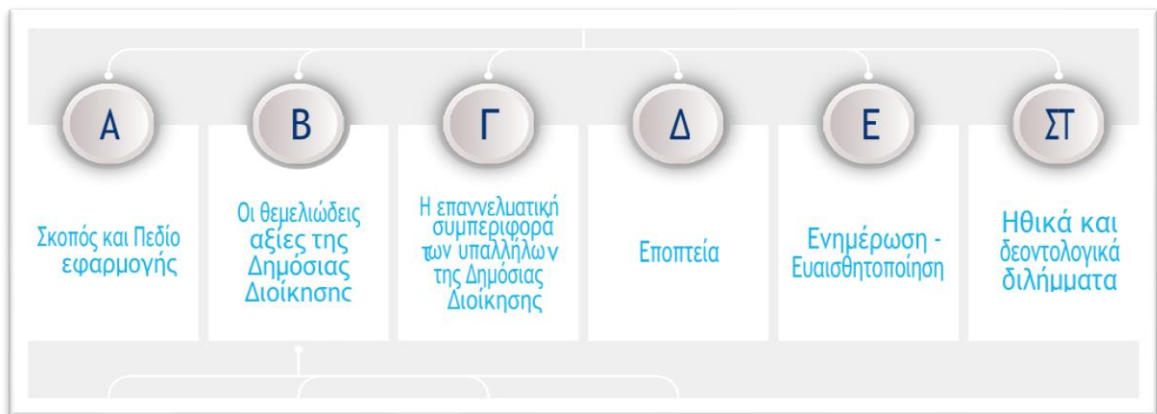 Α
Β
Γ
Δ
Ε
ΣΤ
Σκοπός και Πεδίο
εφαρμογής
Οι θεμελιώδεις
αξίες της
Δημόσιας
Διοίκησης
Η επαγγελματική
συμπεριφορά
των υπαλλήλων
της Δημόσιας
Διοίκησης
Εποπτεία
Ενημέρωση -
Ευαισθητοποίηση
Ηθικά και
δεοντολογικά
διλήμματα